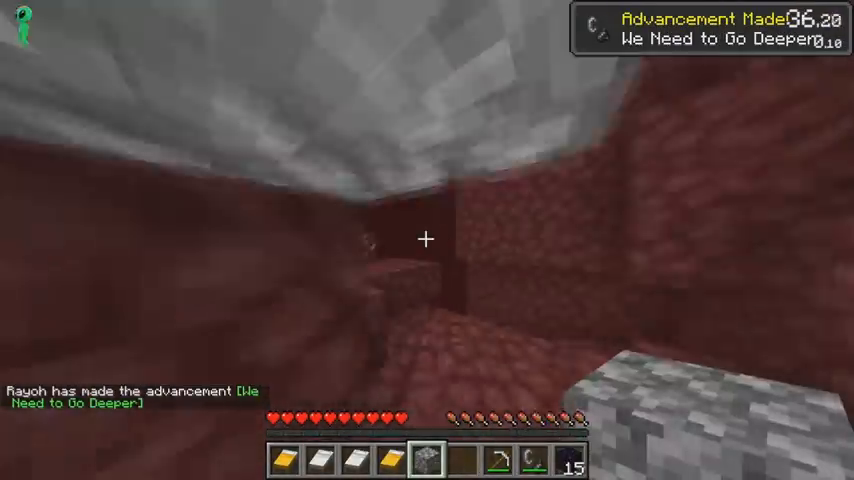 Advancement Made!
36.20
We Need to Go Deeper
0.10
Rayoh has made the advancement [We
Need to Go Deeper]
15